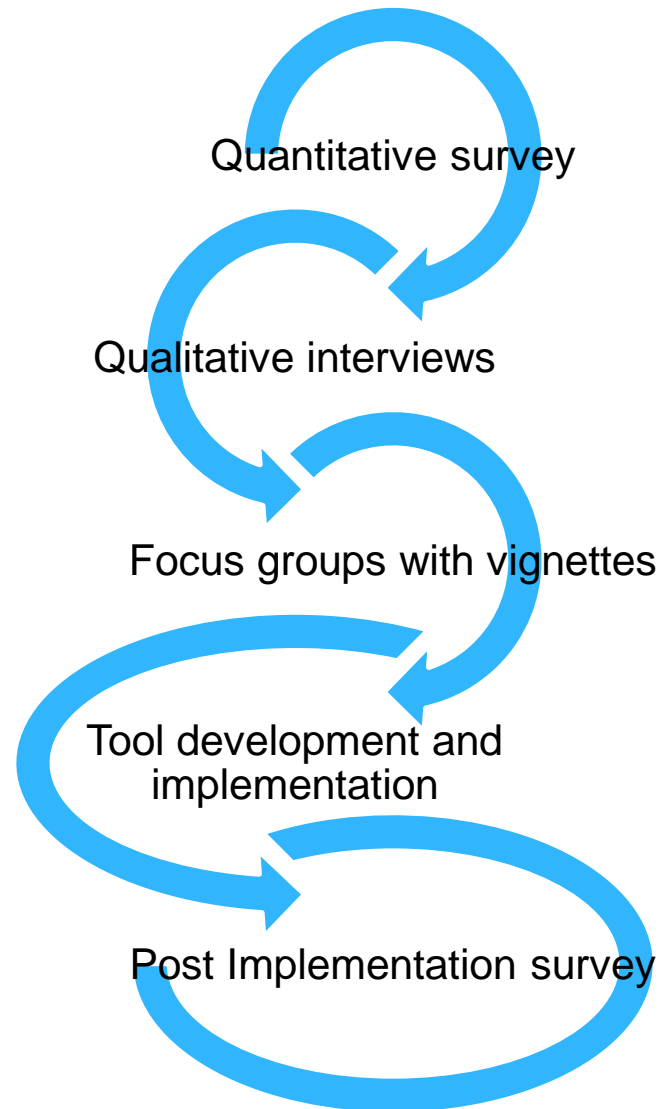 Quantitative survey
Qualitative interviews
Focus groups with vignettes
Tool development and
implementation
Post Implementation survey